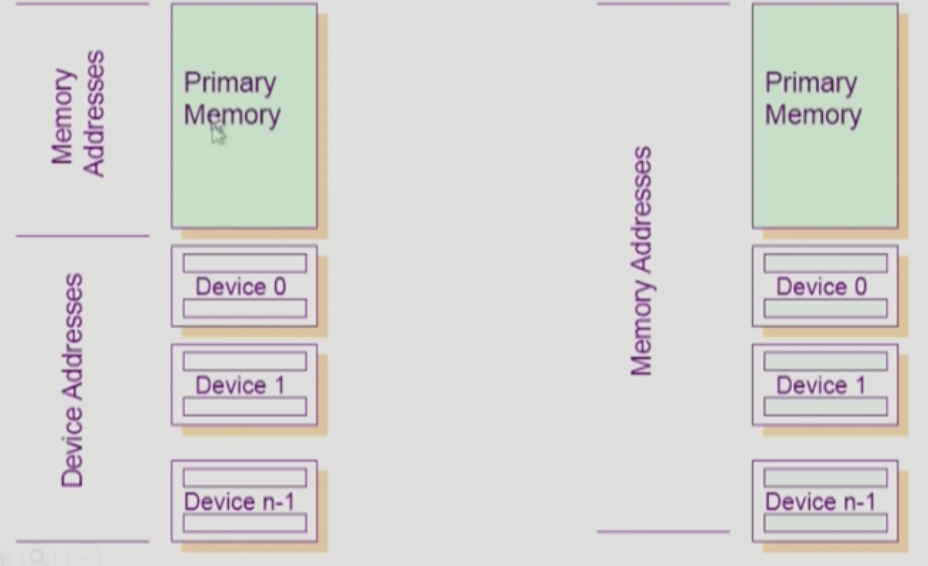 Memory
Addresses
Primary
Memory
Device Addresses
Device 0
Device 1
Device n-1
Memory Addresses
Primary
Memory
Device 0
Device 1
Device n-1